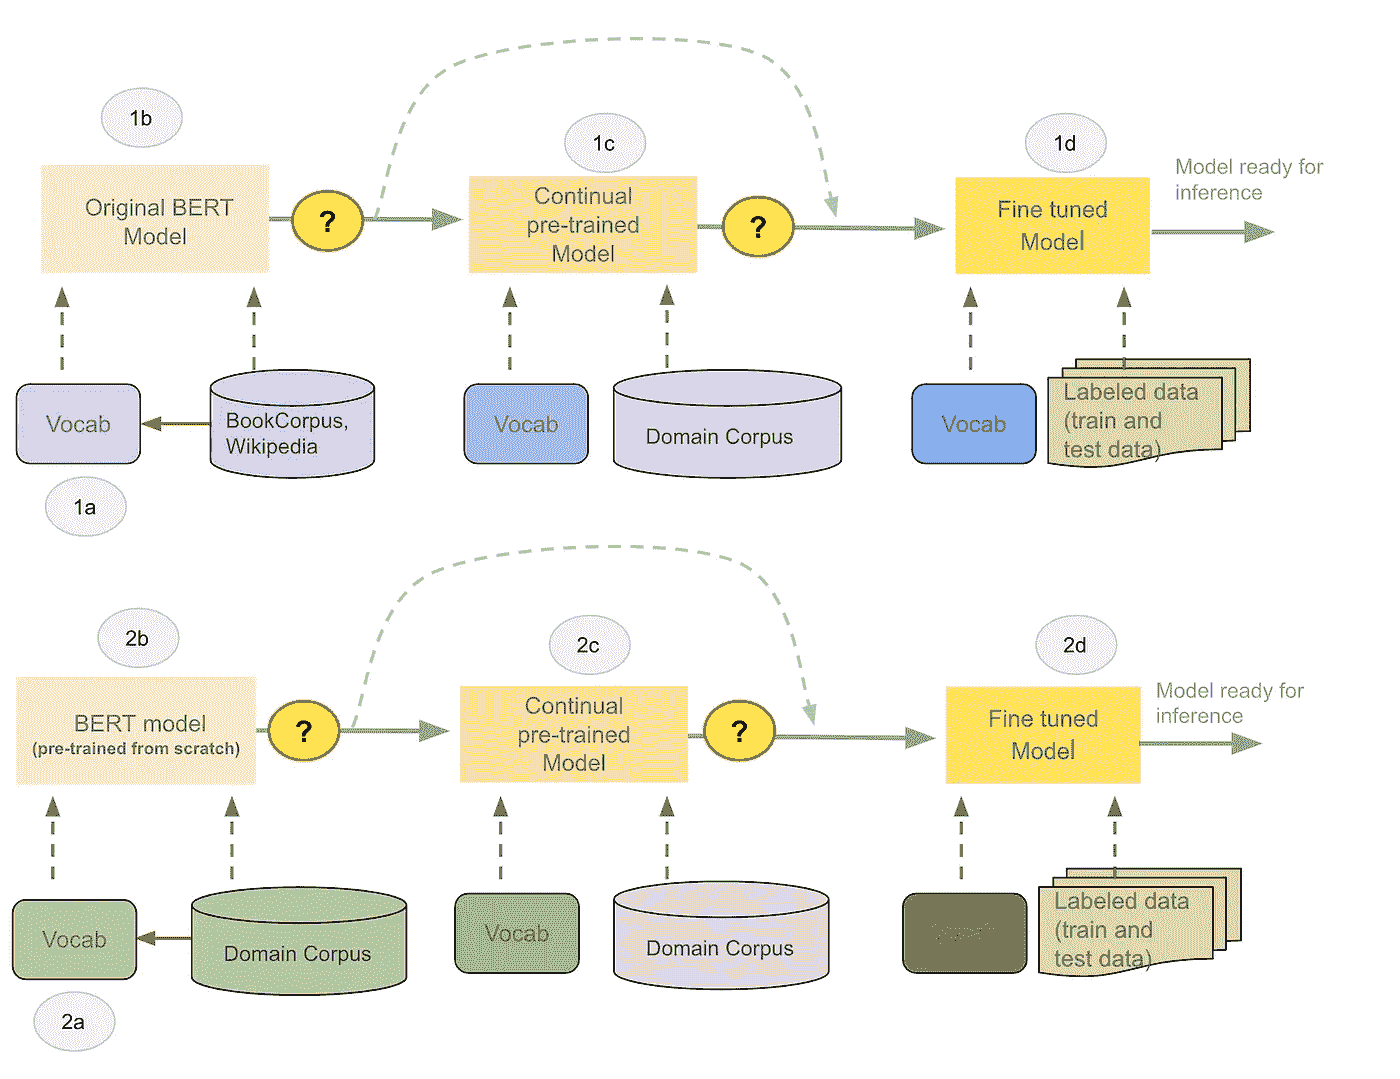 1b
1c
1d
Original BERT
Model
?
Continual
pre-trained
Model
?
Fine tuned
Model
Model ready for
inference
Vocab
BookCorpus,
Wikipedia
Vocab
Domain Corpus
Vocab
Labeled data
(train and
test data)
1a
2b
2c
2d
BERT model
(pre-trained from scratch)
?
Continual
pre-trained
Model
?
Fine tuned
Model
Model ready for
inference
Vocab
Domain Corpus
Vocab
Domain Corpus
Labeled data
(train and
test data)
2a